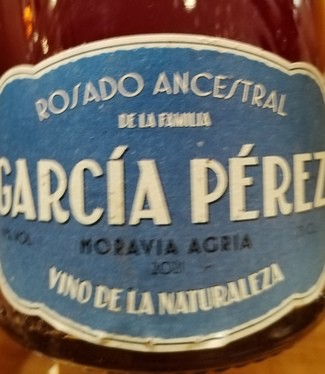 ROSADO ANCESTRAL
DE LA FAMILIA
GARCÍA PÉREZ
MORAVIA AGRIA
2021
VINO DE LA NATURALEZA